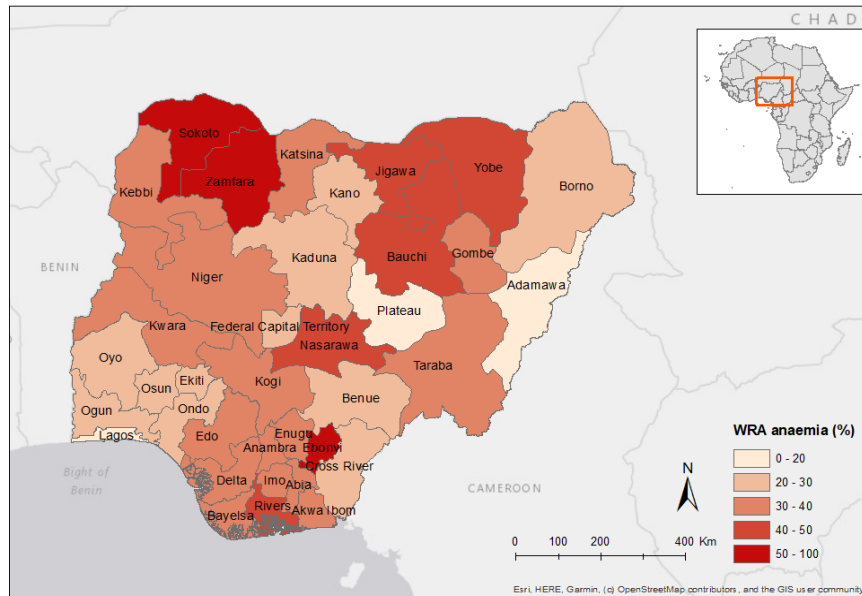 CHAD
Sokoto
Katsina
Zamfara
Kebbi
Jigawa
Yobe
Kano
Borno
BENIN
Kaduna
Bauchi
Gombe
Niger
Adamawa
Plateau
Kwara
Federal Capital Territory
Nasarawa
Oyo
Taraba
Kogi
Osun
Ekiti
Benue
Ogun
Ondo
Lagos
Edo
Enugu
Anambra
Ebonyi
Cross River
Bight of
Benin
Delta
Imo
Abia
Rivers
Bayelsa
Akwa Ibom
CAMEROON
N
0 100 200 400 Km
WRA anaemia (%)
0 - 20
20 - 30
30 - 40
40 - 50
50 - 100
Esri, HERE, Garmin, (c) OpenStreetMap contributors, and the GIS user community